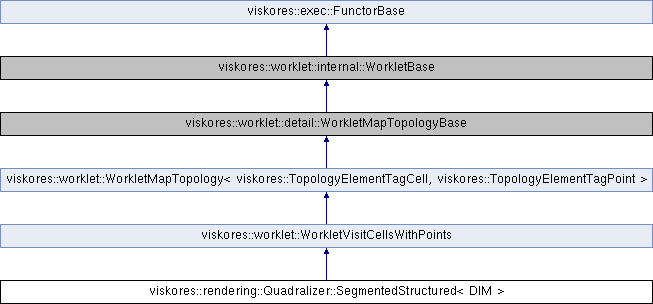 viskores::exec::FunctorBase
viskores::worklet::internal::WorkletBase
viskores::worklet::detail::WorkletMapTopologyBase
viskores::worklet::WorkletMapTopology< viskores::TopologyElementTagCell, viskores::TopologyElementTagPoint >
viskores::worklet::WorkletVisitCellsWithPoints
viskores::rendering::Quadralizer::SegmentedStructured< DIM >